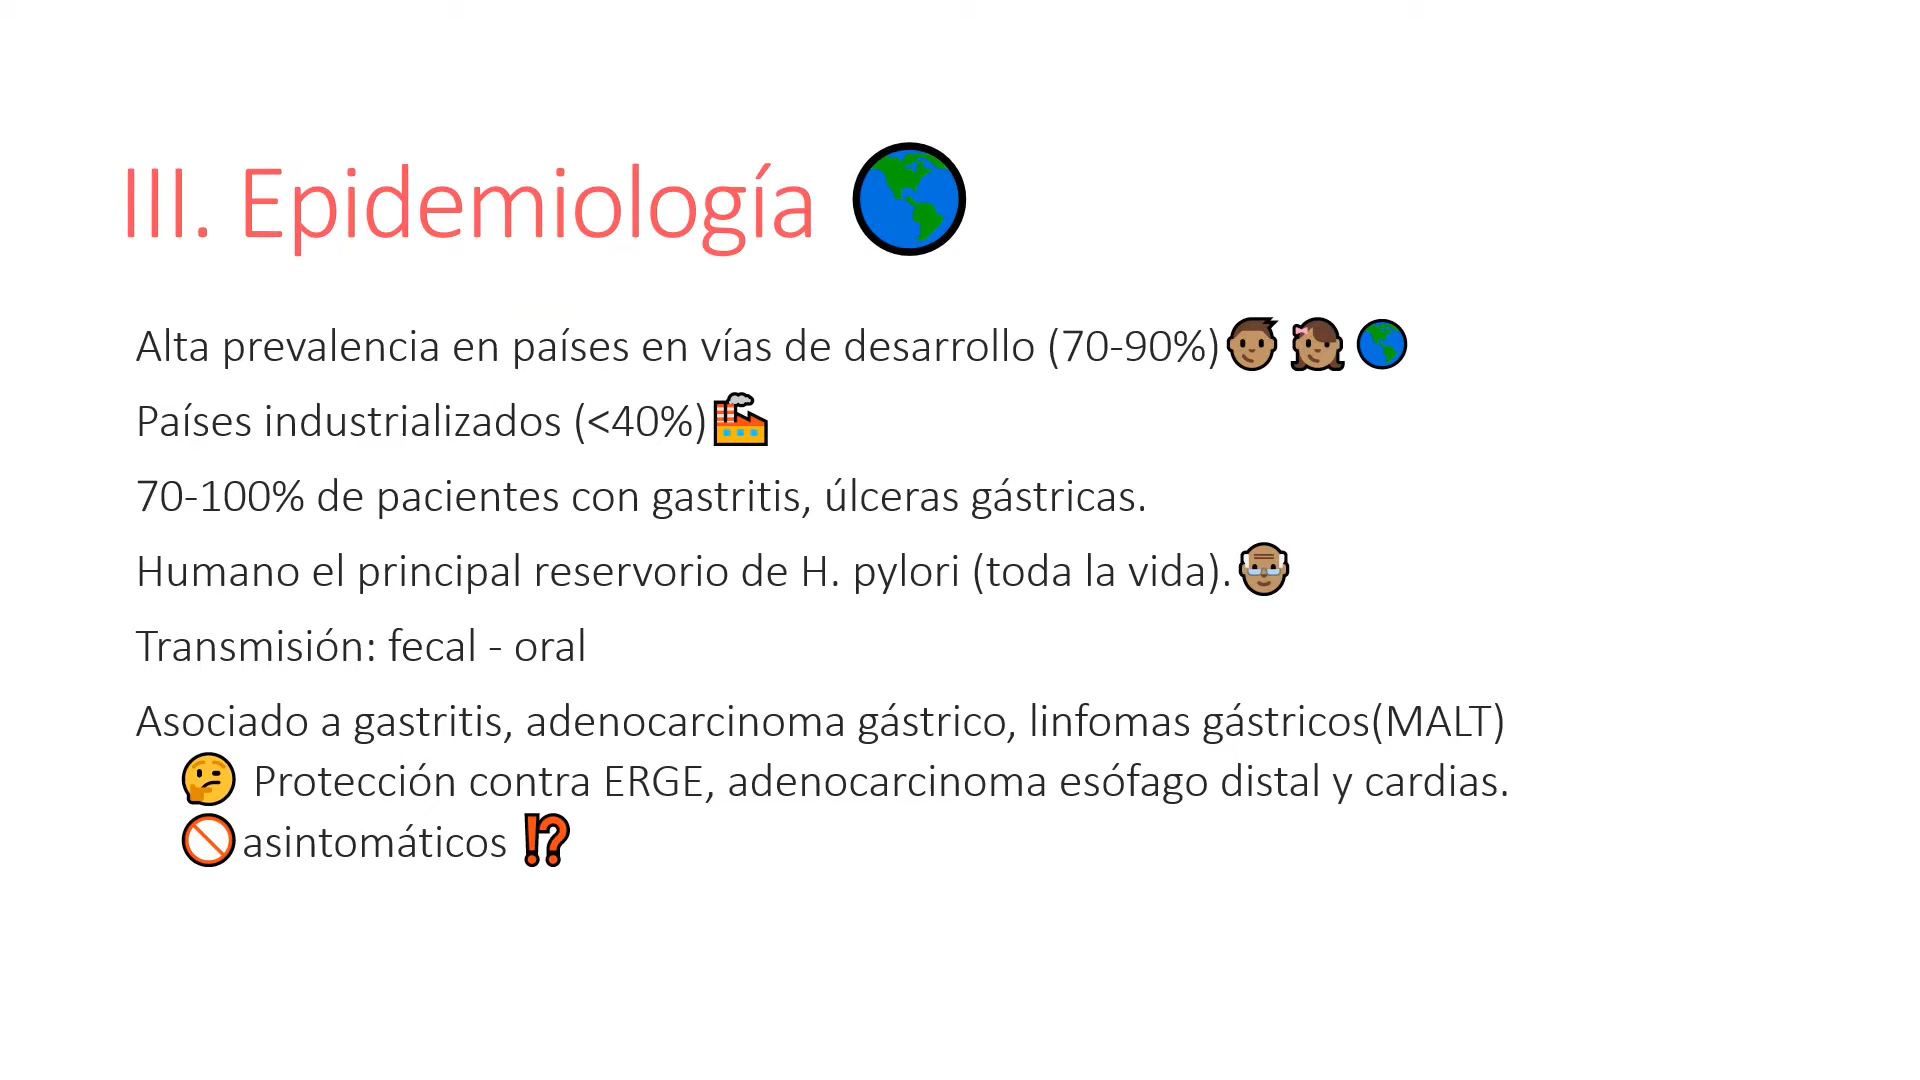 III. Epidemiología
Alta prevalencia en países en vías de desarrollo (70-90%)
Países industrializados (<40%)
70-100% de pacientes con gastritis, úlceras gástricas.
Humano el principal reservorio de H. pylori (toda la vida).
Transmisión: fecal - oral
Asociado a gastritis, adenocarcinoma gástrico, linfomas gástricos(MALT)
Protección contra ERGE, adenocarcinoma esófago distal y cardias.
asintomáticos ⁉